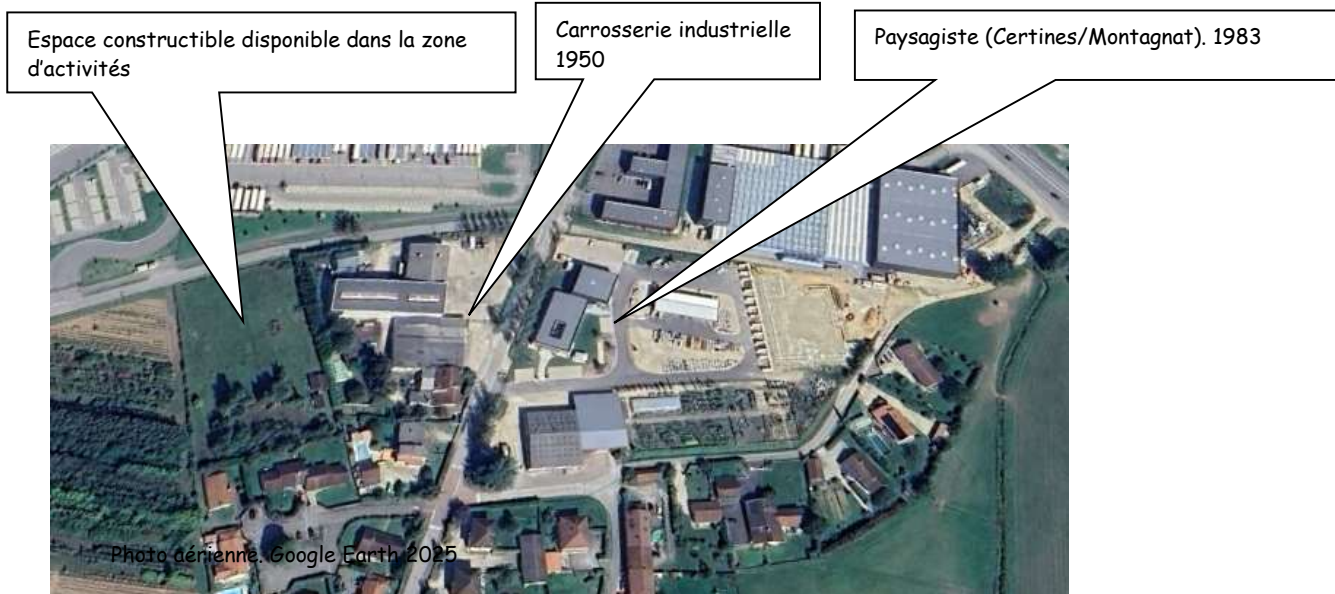 Espace constructible disponible dans la zone
d'activités
Carrosserie industrielle
1950
Paysagiste (Certines/Montagnat). 1983
Photo aérienne. Google Earth 2025